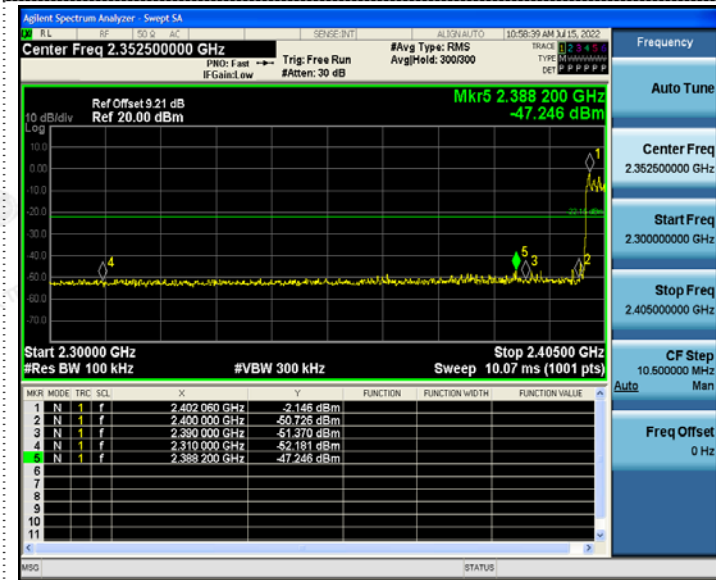 Agilent Spectrum Analyzer - Swept SA
RL RF 50 Ω AC SENSE:INT ALIGN AUTO 10:58:39 AM Jul 15, 2022
Center Freq 2.352500000 GHz
PNO: Fast
IFGain:Low
Trig: Free Run
#Atten: 30 dB
#Avg Type: RMS
Avg|Hold: 300/300
TRACE 1 2 3 4 5 6
TYPE M
DET P P P P P P
Frequency
Ref Offset 9.21 dB
Ref 20.00 dBm
10 dB/div
Log
Mkr5 2.388 200 GHz
-47.246 dBm
10.0
0.00
-10.0
-20.0
-30.0
-40.0
-50.0
-60.0
-70.0
1
2
3
4
5
Start 2.30000 GHz
#Res BW 100 kHz
#VBW 300 kHz
Stop 2.40500 GHz
Sweep 10.07 ms (1001 pts)
MKR MODE TRC SCL X Y FUNCTION FUNCTION WIDTH FUNCTION VALUE
1 N 1 f 2.402 060 GHz -2.146 dBm
2 N 1 f 2.400 000 GHz -50.726 dBm
3 N 1 f 2.390 000 GHz -51.370 dBm
4 N 1 f 2.310 000 GHz -52.181 dBm
5 N 1 f 2.388 200 GHz -47.246 dBm
6
7
8
9
10
11
MSG STATUS
Auto Tune
Center Freq
2.352500000 GHz
Start Freq
2.300000000 GHz
Stop Freq
2.405000000 GHz
CF Step
10.500000 MHz
Auto Man
Freq Offset
0 Hz